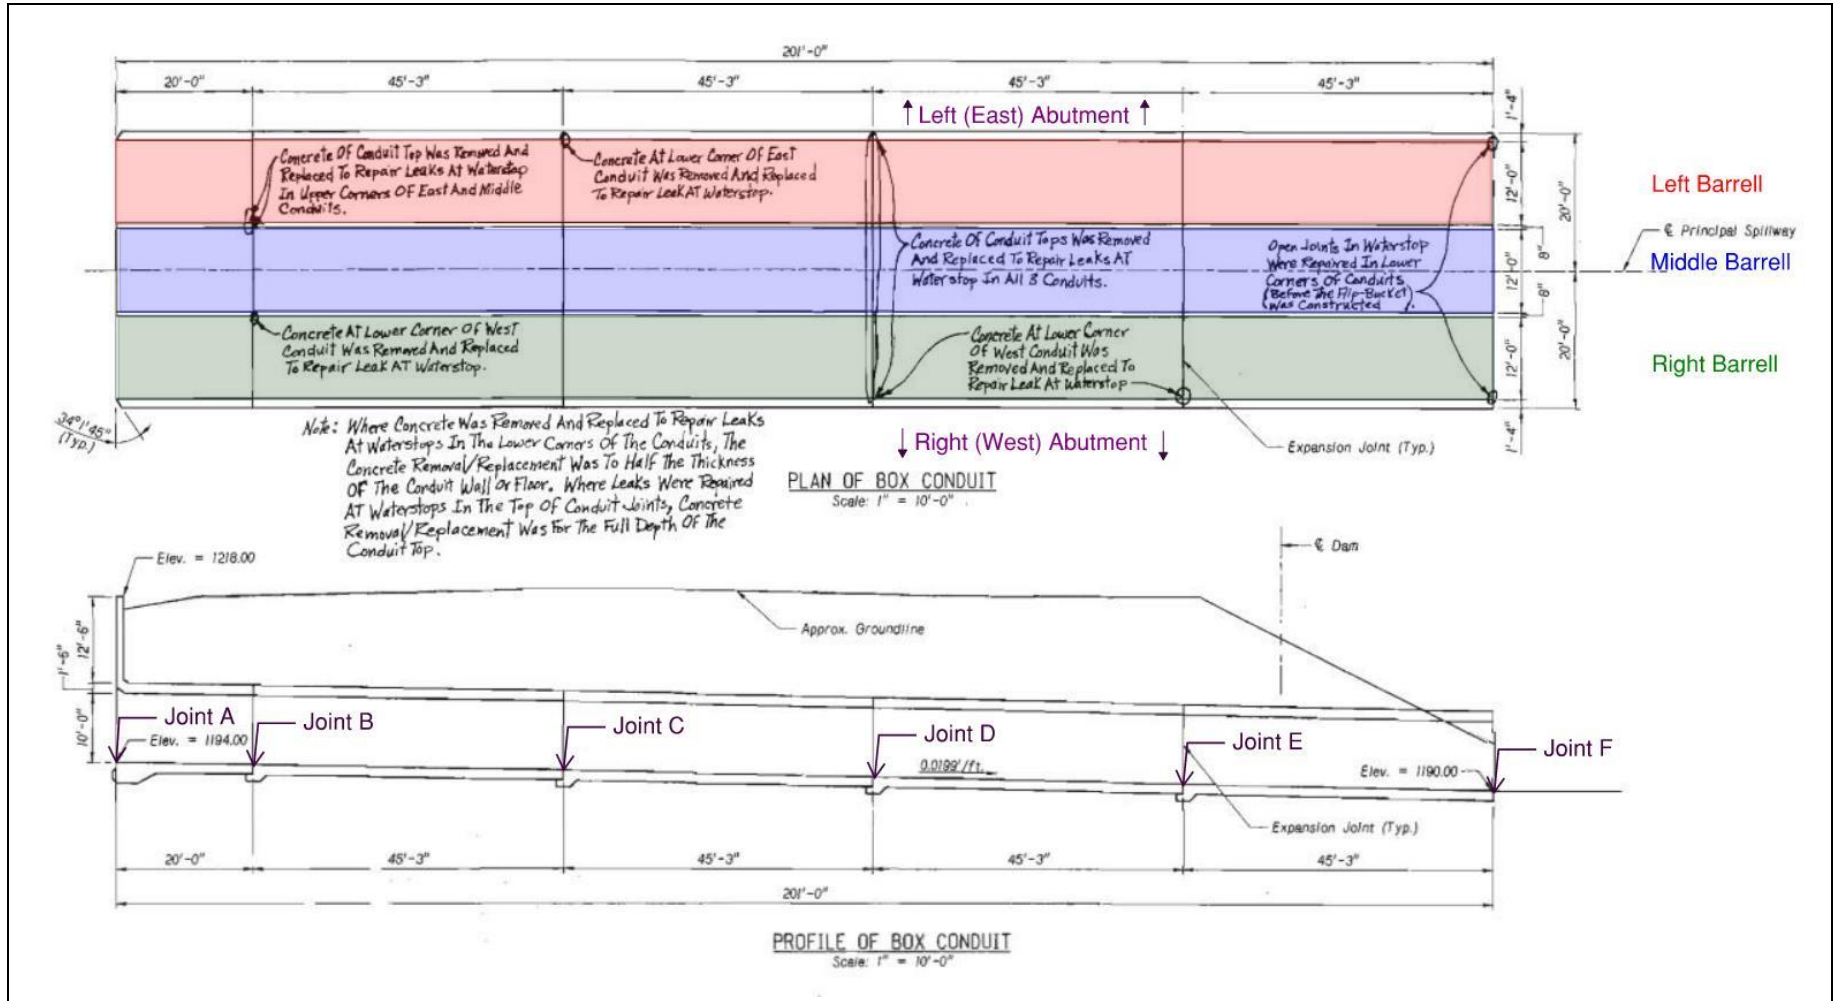 201'-0"
20'-0" 45'-3" 45'-3" 45'-3" 45'-3"
1'-4"
↑ Left (East) Abutment ↑
Concrete Of Conduit Top Was Removed And
Replaced To Repair Leaks At Waterstop
In Upper Corners Of East And Middle
Conduits.
Concrete At Lower Corner Of East
Conduit Was Removed And Replaced
To Repair Leak At Waterstop.
12'-0"
20'-0"
Left Barrell
℄ Principal Spillway
Concrete Of Conduit Tops Was Removed
And Replaced To Repair Leaks At
Waterstop In All 3 Conduits.
Open Joints In Waterstop
Were Repaired In Lower
Corners Of Conduits
(Before The Flip-Bucket)
Was Constructed .
8"
12'-0"
8"
Middle Barrell
Concrete At Lower Corner Of West
Conduit Was Removed And Replaced
To Repair Leak At Waterstop.
Concrete At Lower Corner
Of West Conduit Was
Removed And Replaced To
Repair Leak At Waterstop
12'-0"
20'-0"
Right Barrell
1'-4"
34°1'45"
(Typ.)
Note: Where Concrete Was Removed And Replaced To Repair Leaks
At Waterstops In The Lower Corners Of The Conduits, The
Concrete Removal/Replacement Was To Half The Thickness
Of The Conduit Wall Or Floor. Where Leaks Were Repaired
At Waterstops In The Top Of Conduit Joints, Concrete
Removal/Replacement Was For The Full Depth Of The
Conduit Top.
↓ Right (West) Abutment ↓
Expansion Joint (Typ.)
PLAN OF BOX CONDUIT
Scale: 1" = 10'-0"
℄ Dam
Elev. = 1218.00
Approx. Groundline
12'-6"
1'-6"
10'-0"
Joint A
Elev. = 1194.00
Joint B
Joint C
Joint D
0.0199'/ft.
Joint E
Elev. = 1190.00
Joint F
Expansion Joint (Typ.)
20'-0" 45'-3" 45'-3" 45'-3" 45'-3"
201'-0"
PROFILE OF BOX CONDUIT
Scale: 1" = 10'-0"